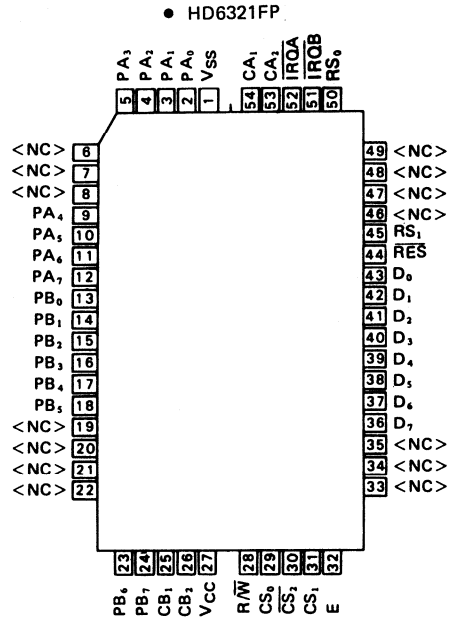 ● HD6321FP
PA₃ PA₂ PA₁ PA₀ VSS CA₁ CA₂ I̅R̅Q̅A̅ I̅R̅Q̅B̅ RS₀
5 4 3 2 1 54 53 52 51 50
<NC> 6 49 <NC>
<NC> 7 48 <NC>
<NC> 8 47 <NC>
PA₄ 9 46 <NC>
PA₅ 10 45 RS₁
PA₆ 11 44 R̅E̅S̅
PA₇ 12 43 D₀
PB₀ 13 42 D₁
PB₁ 14 41 D₂
PB₂ 15 40 D₃
PB₃ 16 39 D₄
PB₄ 17 38 D₅
PB₅ 18 37 D₆
<NC> 19 36 D₇
<NC> 20 35 <NC>
<NC> 21 34 <NC>
<NC> 22 33 <NC>
23 24 25 26 27 28 29 30 31 32
PB₆ PB₇ CB₁ CB₂ VCC R/W̅ CS₀ C̅S̅₂ CS₁ E